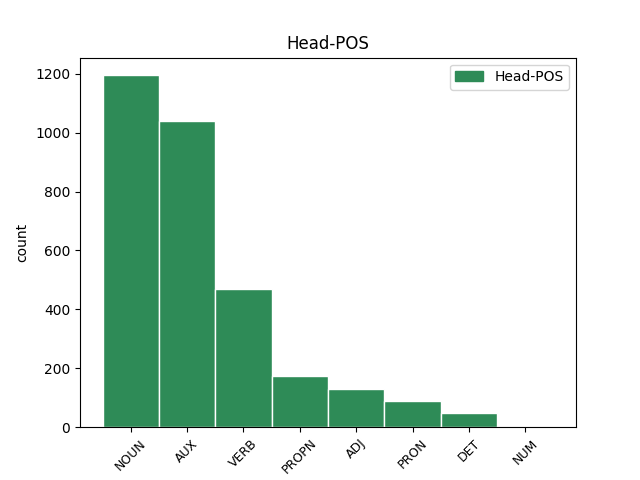 Head-POS
Head-POS
1200
1000
800
600
400
200
0
count
NOUN
AUX
VERB
PROPN
ADJ
PRON
DET
NUM